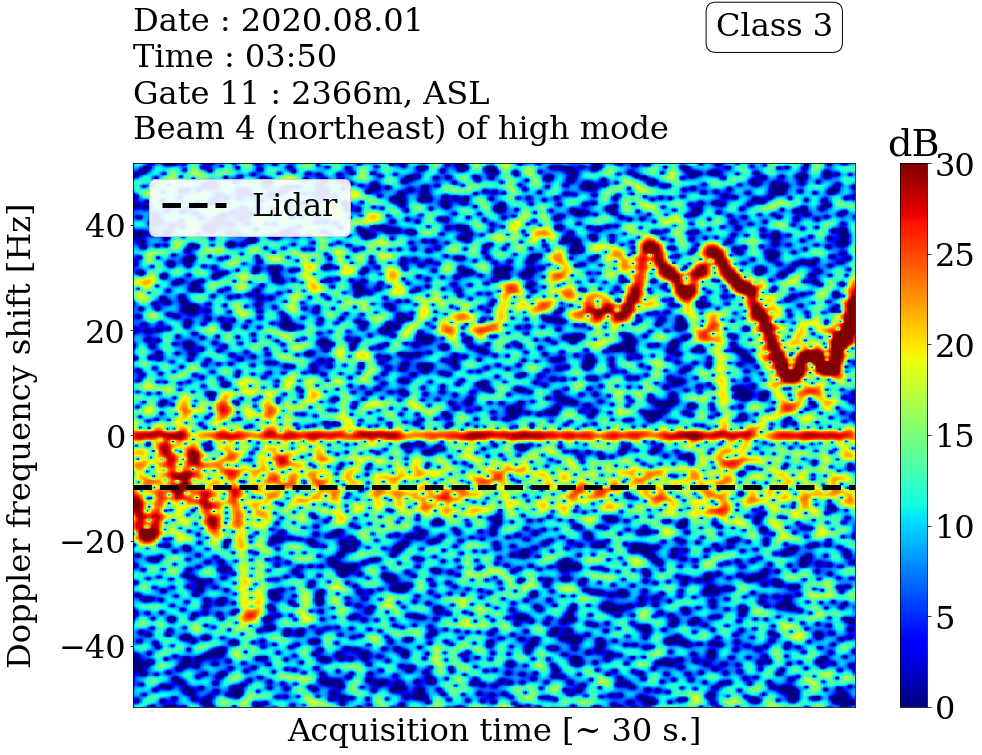 Date : 2020.08.01
Time : 03:50
Gate 11 : 2366m, ASL
Beam 4 (northeast) of high mode
Class 3
dB
Lidar
Doppler frequency shift [Hz]
40
20
0
−20
−40
Acquisition time [~ 30 s.]
30
25
20
15
10
5
0